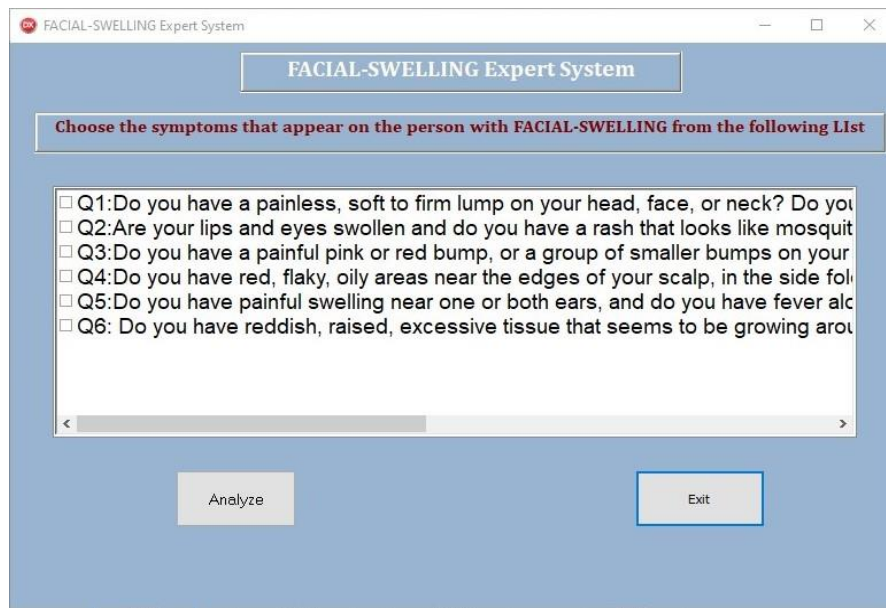 DX FACIAL-SWELLING Expert System
FACIAL-SWELLING Expert System
Choose the symptoms that appear on the person with FACIAL-SWELLING from the following LIst
Q1:Do you have a painless, soft to firm lump on your head, face, or neck? Do you
Q2:Are your lips and eyes swollen and do you have a rash that looks like mosquit
Q3:Do you have a painful pink or red bump, or a group of smaller bumps on your
Q4:Do you have red, flaky, oily areas near the edges of your scalp, in the side
Q5:Do you have painful swelling near one or both ears, and do you have fever
Q6: Do you have reddish, raised, excessive tissue that seems to be growing
Analyze
Exit